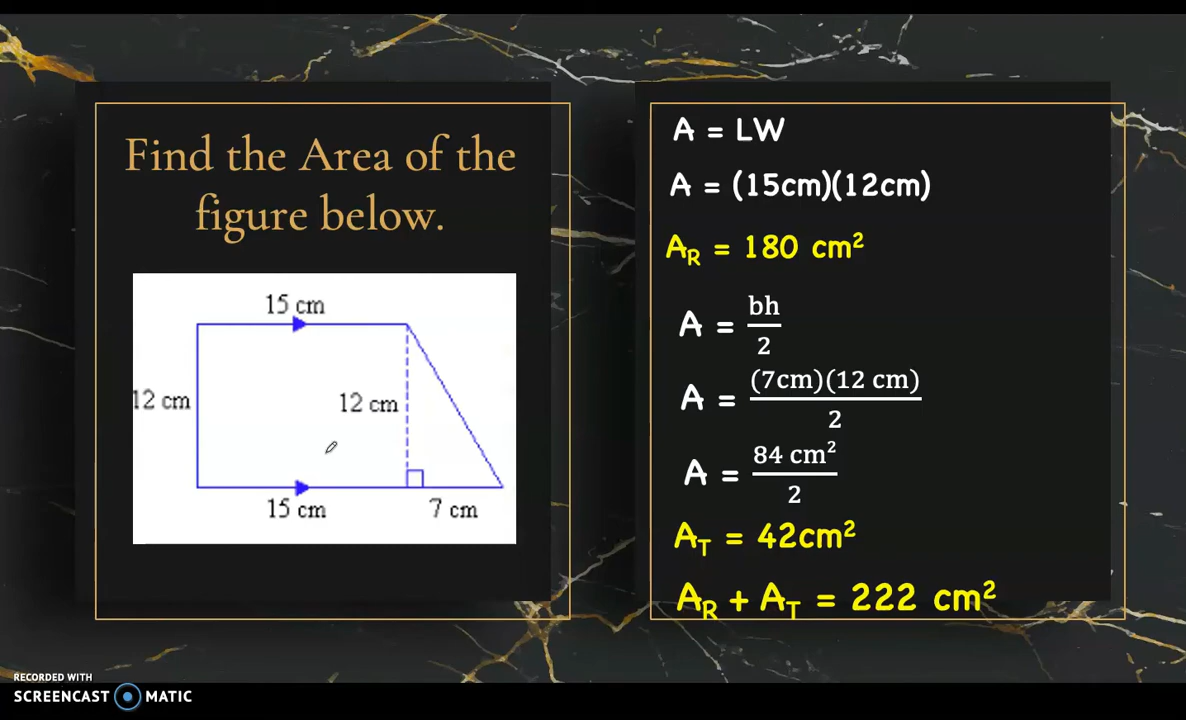 Find the Area of the
figure below.
15 cm
12 cm
12 cm
15 cm
7 cm
A = LW
A = (15cm)(12cm)
A_R = 180 cm²
A = bh/2
A = (7cm)(12 cm)/2
A = 84 cm²/2
A_T = 42cm²
A_R + A_T = 222 cm²
RECORDED WITH
SCREENCAST MATIC